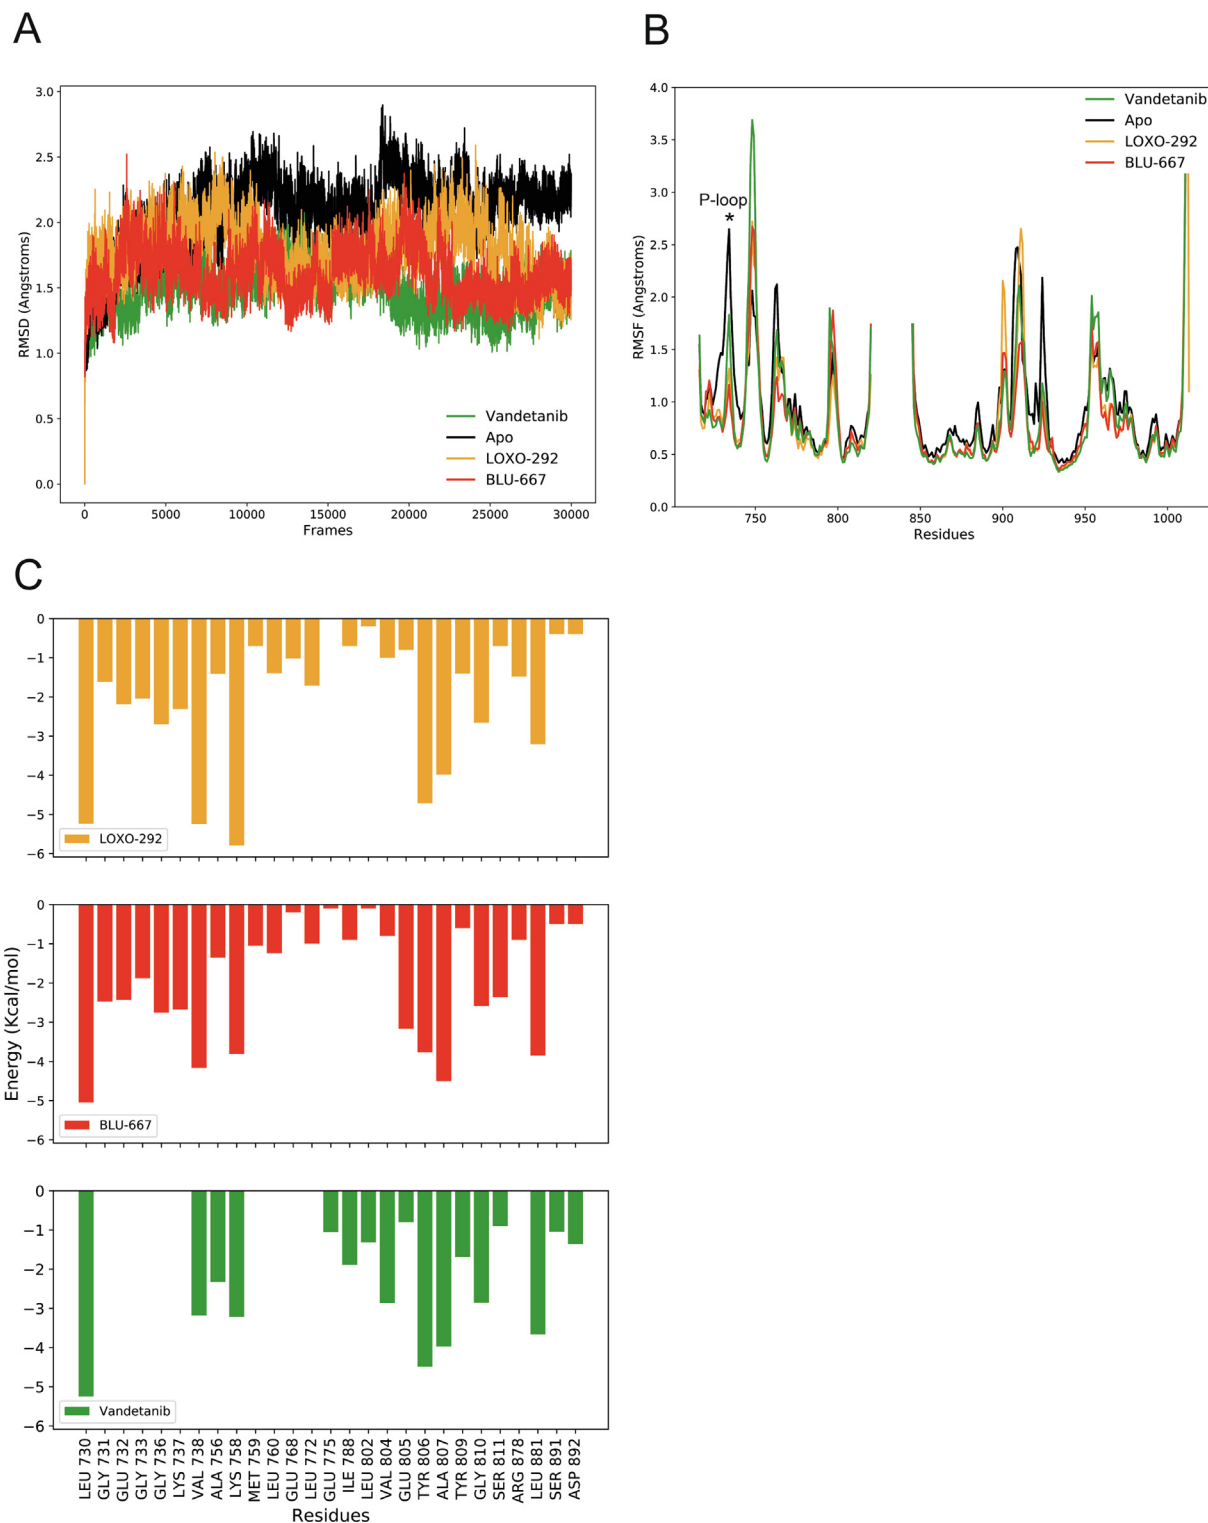 A
B
3.0
2.5
2.0
1.5
1.0
0.5
0.0
RMSD (Angstroms)
0
5000
10000
15000
20000
25000
30000
Frames
Vandetanib
Apo
LOXO-292
BLU-667
4.0
3.5
3.0
2.5
2.0
1.5
1.0
0.5
0.0
RMSF (Angstroms)
P-loop
*
750
800
850
900
950
1000
Residues
Vandetanib
Apo
LOXO-292
BLU-667
C
0
−1
−2
−3
−4
−5
−6
LOXO-292
0
−1
−2
−3
−4
−5
−6
BLU-667
Energy (Kcal/mol)
0
−1
−2
−3
−4
−5
−6
Vandetanib
LEU 730
GLY 731
GLU 732
GLY 733
GLY 736
LYS 737
VAL 738
ALA 756
LYS 758
MET 759
LEU 760
GLU 768
LEU 772
GLU 775
ILE 788
LEU 802
VAL 804
GLU 805
TYR 806
ALA 807
TYR 809
GLY 810
SER 811
ARG 878
LEU 881
SER 891
ASP 892
Residues